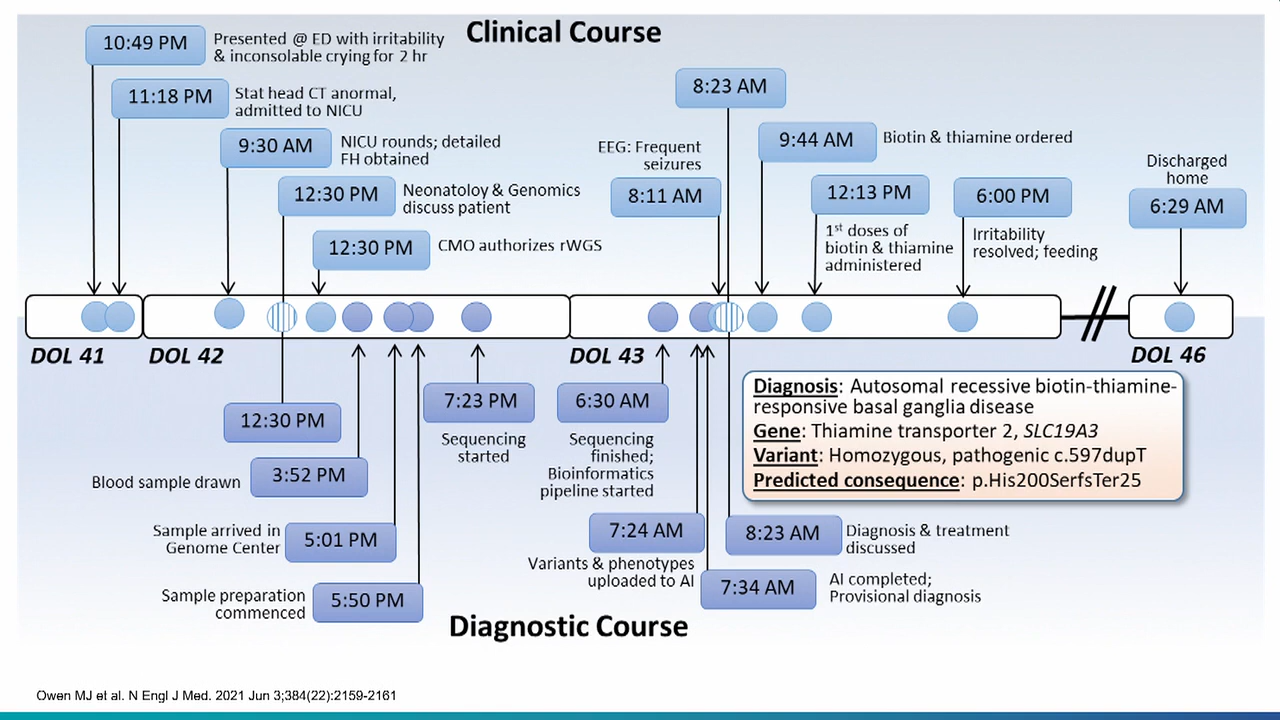 Clinical Course
10:49 PM
Presented @ ED with irritability
& inconsolable crying for 2 hr
11:18 PM
Stat head CT anormal,
admitted to NICU
9:30 AM
NICU rounds; detailed
FH obtained
12:30 PM
Neonatoloy & Genomics
discuss patient
12:30 PM
CMO authorizes rWGS
EEG: Frequent
seizures
8:11 AM
8:23 AM
9:44 AM
Biotin & thiamine ordered
12:13 PM
1st doses of
biotin & thiamine
administered
6:00 PM
Irritability
resolved; feeding
Discharged
home
6:29 AM
DOL 41
DOL 42
DOL 43
DOL 46
12:30 PM
Blood sample drawn
3:52 PM
Sample arrived in
Genome Center
5:01 PM
Sample preparation
commenced
5:50 PM
7:23 PM
Sequencing
started
6:30 AM
Sequencing
finished;
Bioinformatics
pipeline started
7:24 AM
Variants & phenotypes
uploaded to AI
8:23 AM
Diagnosis & treatment
discussed
7:34 AM
AI completed;
Provisional diagnosis
Diagnosis: Autosomal recessive biotin-thiamine-
responsive basal ganglia disease
Gene: Thiamine transporter 2, SLC19A3
Variant: Homozygous, pathogenic c.597dupT
Predicted consequence: p.His200SerfsTer25
Diagnostic Course
Owen MJ et al. N Engl J Med. 2021 Jun 3;384(22):2159-2161